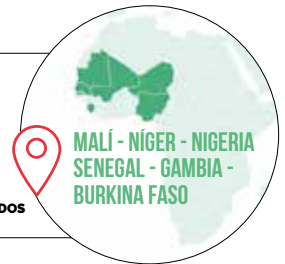 MALÍ - NÍGER - NIGERIA
SENEGAL - GAMBIA -
BURKINA FASO
DOS